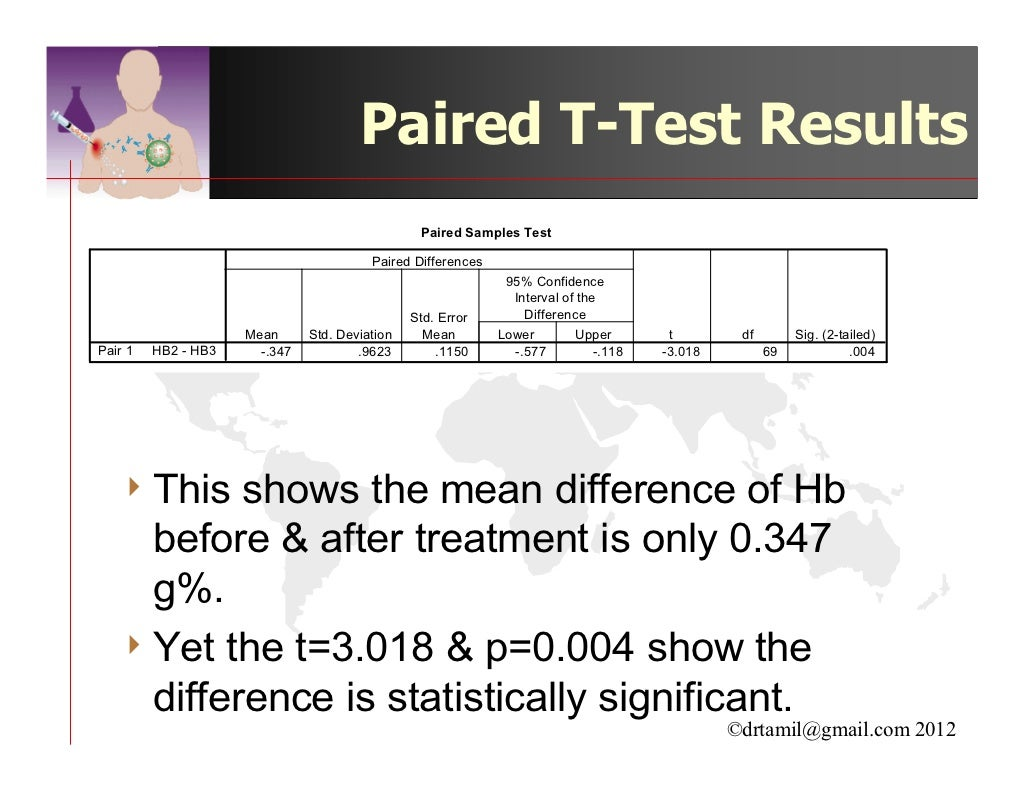 Paired T-Test Results
Paired Samples Test
Paired Differences
95% Confidence
Interval of the
Difference
Std. Error
Mean Std. Deviation Mean Lower Upper t df Sig. (2-tailed)
Pair 1 HB2 - HB3 -.347 .9623 .1150 -.577 -.118 -3.018 69 .004
This shows the mean difference of Hb
before & after treatment is only 0.347
g%.
Yet the t=3.018 & p=0.004 show the
difference is statistically significant.
©drtamil@gmail.com 2012